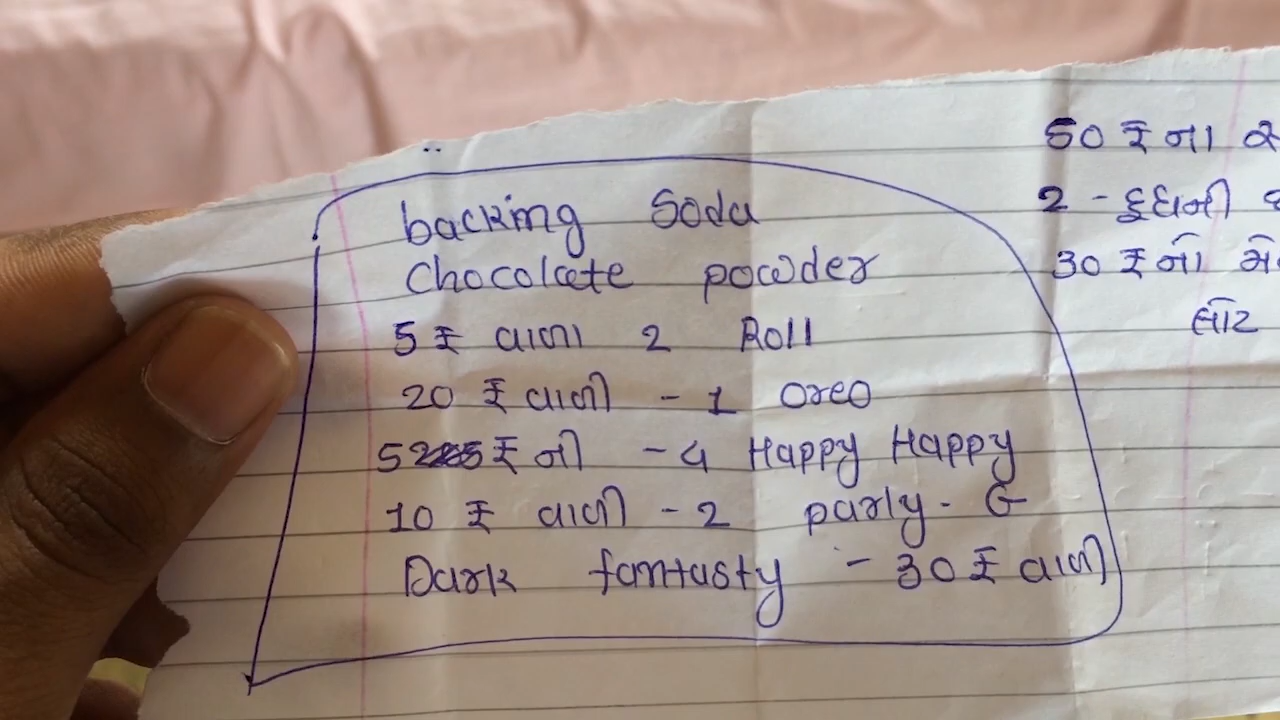 backing Soda
Chocolate powder
5 ₹ વાળા 2 Roll
20 ₹ વાળી - 1 Oreo
5 ₹ ની - 4 Happy Happy
10 ₹ વાળી - 2 parly- G
Dark fantasty - 30 ₹ વાળી
50 ₹ ના
2 - દુધની
30 ₹ નો
લોટ